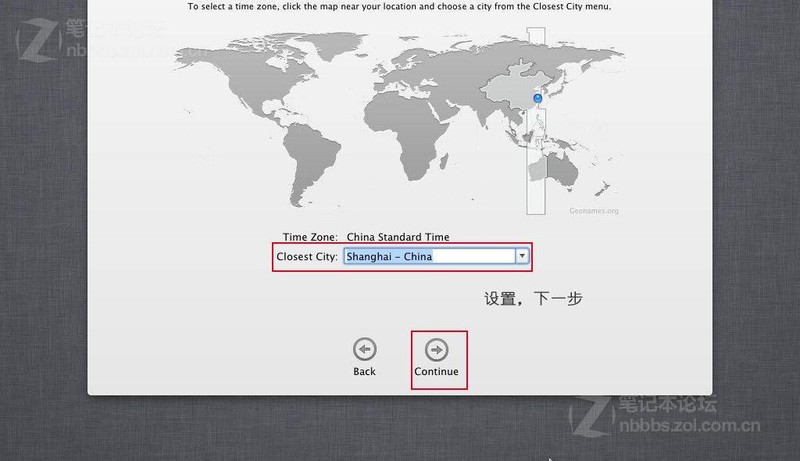 To select a time zone, click the map near your location and choose a city from the Closest City menu.
笔记本论坛
nbbbs.zol.com.cn
Geonames.org
Time Zone: China Standard Time
Closest City: Shanghai – China
设置，下一步
Back
Continue
笔记本论坛
nbbbs.zol.com.cn